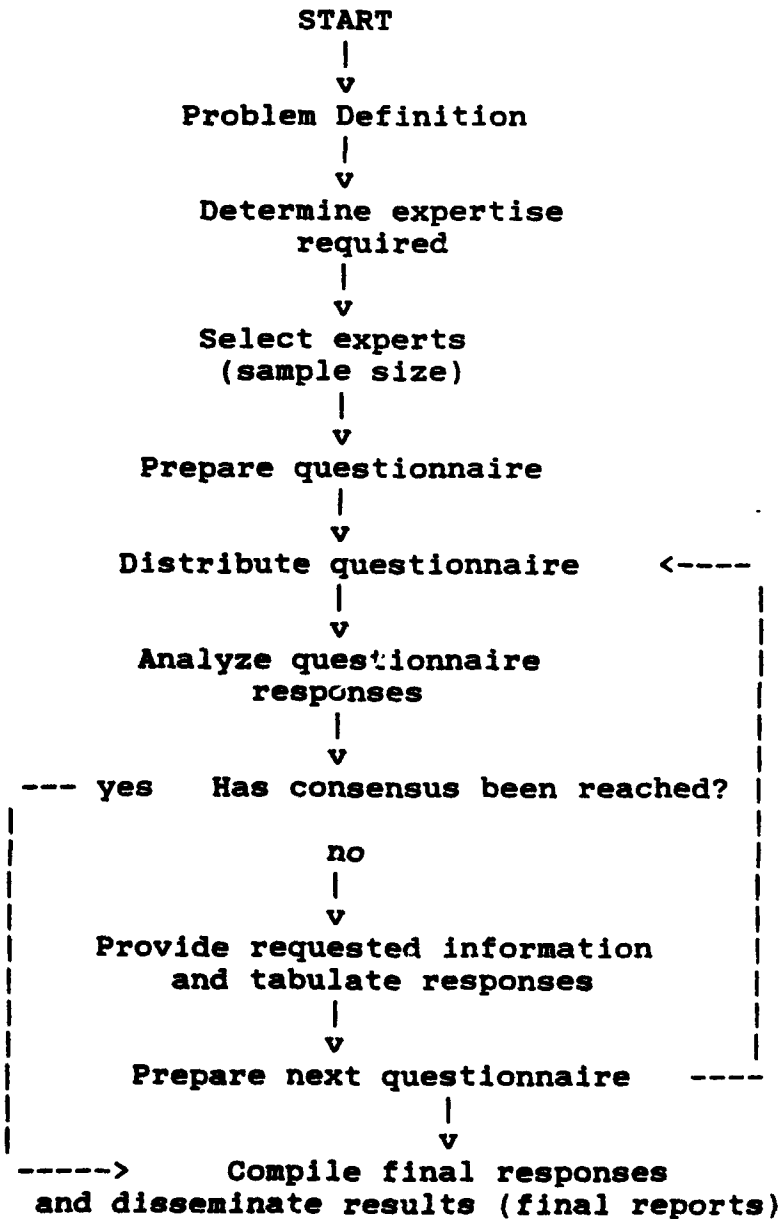 START
|
v
Problem Definition
|
v
Determine expertise
required
|
v
Select experts
(sample size)
|
v
Prepare questionnaire
|
v
Distribute questionnaire <----
|
v
Analyze questionnaire
responses
|
v
--- yes Has consensus been reached?
no
|
v
Provide requested information
and tabulate responses
|
v
Prepare next questionnaire ----
|
v
-----> Compile final responses
and disseminate results (final reports)